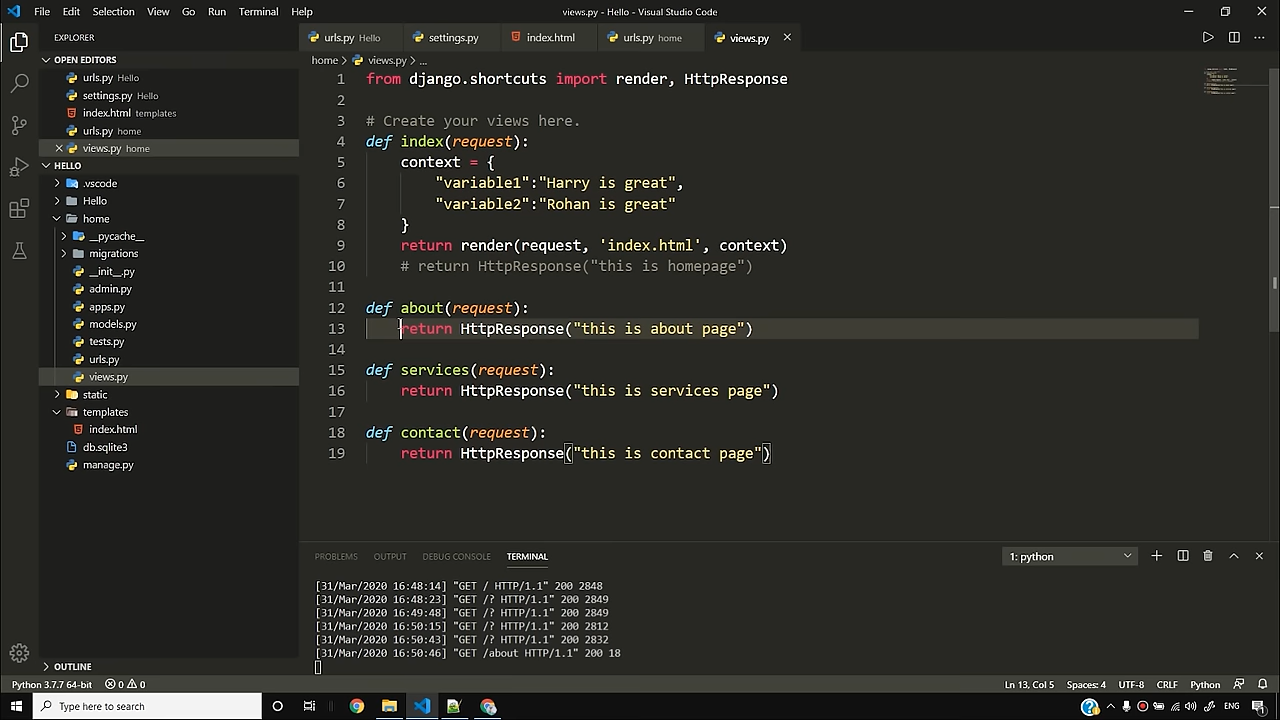 File Edit Selection View Go Run Terminal Help
views.py - Hello - Visual Studio Code
EXPLORER
OPEN EDITORS
urls.py Hello
settings.py Hello
index.html templates
urls.py home
views.py home
HELLO
.vscode
Hello
home
__pycache__
migrations
__init__.py
admin.py
apps.py
models.py
tests.py
urls.py
views.py
static
templates
index.html
db.sqlite3
manage.py
OUTLINE
urls.py Hello
settings.py
index.html
urls.py home
views.py
home > views.py > ...
1 from django.shortcuts import render, HttpResponse
2
3 # Create your views here.
4 def index(request):
5 context = {
6 "variable1":"Harry is great",
7 "variable2":"Rohan is great"
8 }
9 return render(request, 'index.html', context)
10 # return HttpResponse("this is homepage")
11
12 def about(request):
13 return HttpResponse("this is about page")
14
15 def services(request):
16 return HttpResponse("this is services page")
17
18 def contact(request):
19 return HttpResponse("this is contact page")
PROBLEMS OUTPUT DEBUG CONSOLE TERMINAL
1: python
[31/Mar/2020 16:48:14] "GET / HTTP/1.1" 200 2848
[31/Mar/2020 16:48:23] "GET /? HTTP/1.1" 200 2849
[31/Mar/2020 16:49:48] "GET /? HTTP/1.1" 200 2849
[31/Mar/2020 16:50:15] "GET /? HTTP/1.1" 200 2812
[31/Mar/2020 16:50:43] "GET /? HTTP/1.1" 200 2832
[31/Mar/2020 16:50:46] "GET /about HTTP/1.1" 200 18
Python 3.7.7 64-bit 0 0
Ln 13, Col 5 Spaces: 4 UTF-8 CRLF Python
Type here to search
ENG